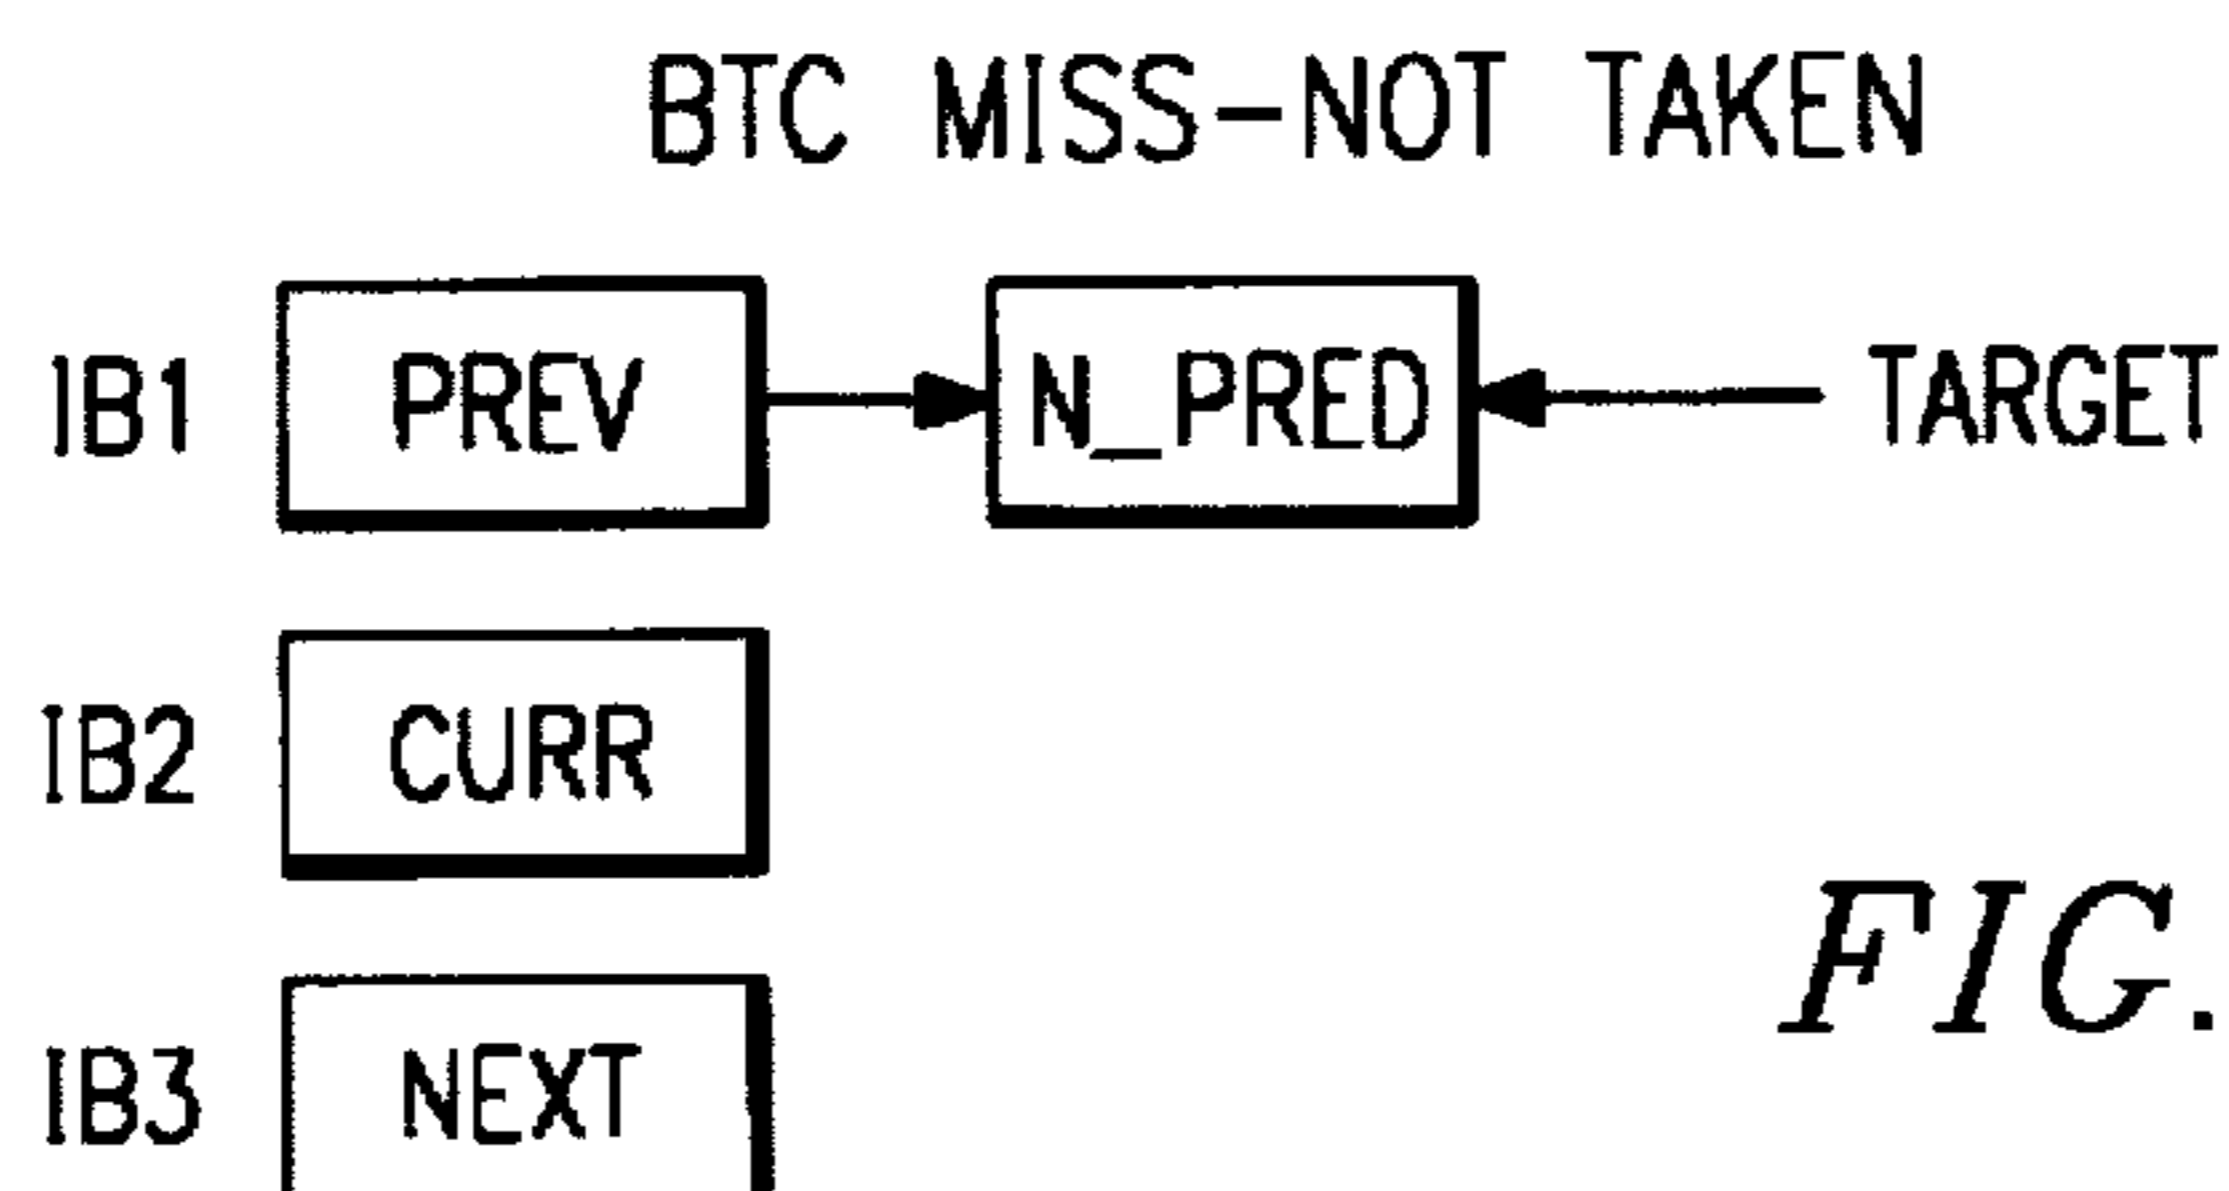 BTC MISS-NOT TAKEN
IB1 PREV N_PRED TARGET
IB2 CURR
FIG.
IB3 NEXT